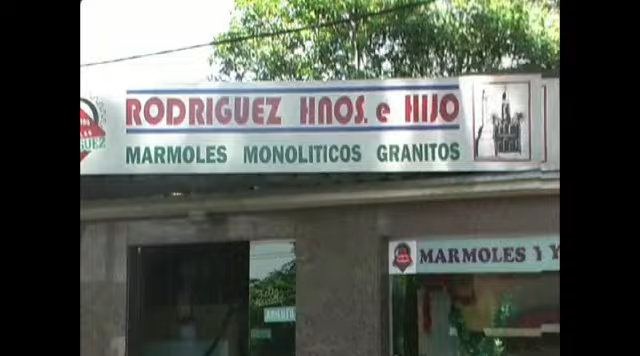 RODRIGUEZ HNOS. e HIJO
MARMOLES MONOLITICOS GRANITOS
MARMOLES Y